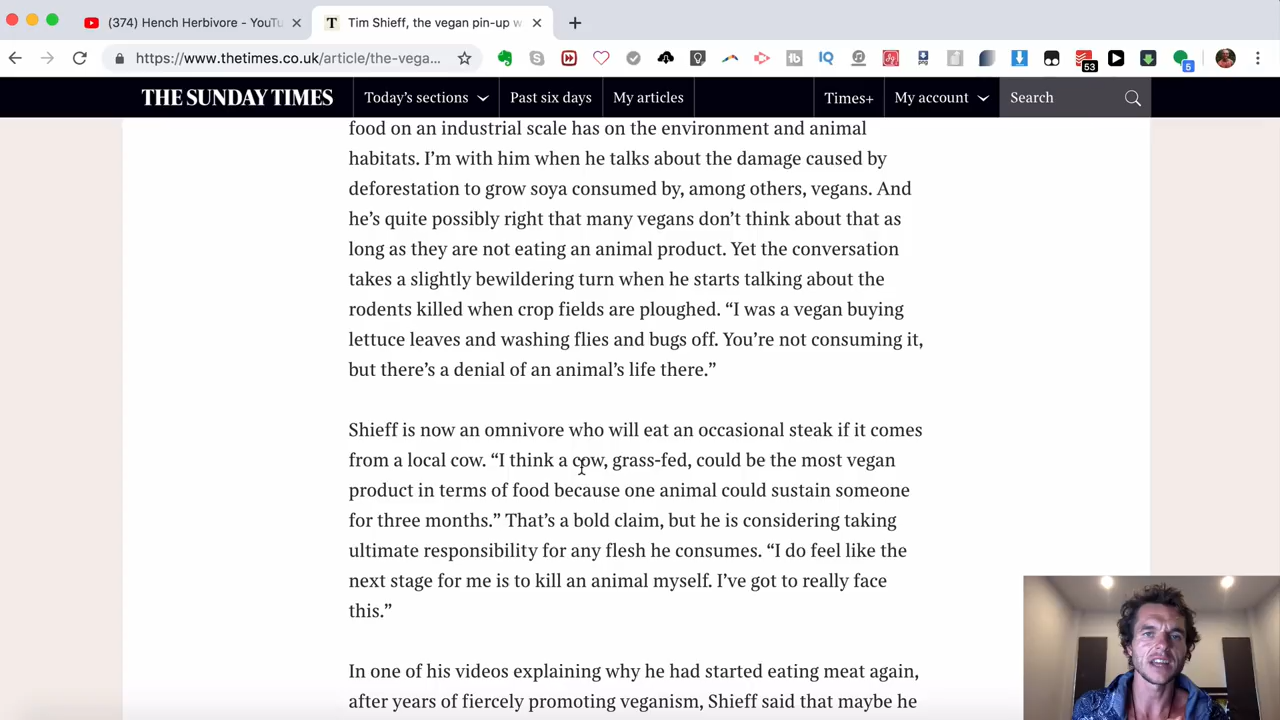 (374) Hench Herbivore - YouTu
T Tim Shieff, the vegan pin-up w
https://www.thetimes.co.uk/article/the-vega...
53
5
THE SUNDAY TIMES
Today's sections
Past six days
My articles
Times+
My account
Search
food on an industrial scale has on the environment and animal
habitats. I'm with him when he talks about the damage caused by
deforestation to grow soya consumed by, among others, vegans. And
he's quite possibly right that many vegans don't think about that as
long as they are not eating an animal product. Yet the conversation
takes a slightly bewildering turn when he starts talking about the
rodents killed when crop fields are ploughed. “I was a vegan buying
lettuce leaves and washing flies and bugs off. You're not consuming it,
but there's a denial of an animal's life there.”
Shieff is now an omnivore who will eat an occasional steak if it comes
from a local cow. “I think a cow, grass-fed, could be the most vegan
product in terms of food because one animal could sustain someone
for three months.” That's a bold claim, but he is considering taking
ultimate responsibility for any flesh he consumes. “I do feel like the
next stage for me is to kill an animal myself. I've got to really face
this.”
In one of his videos explaining why he had started eating meat again,
after years of fiercely promoting veganism, Shieff said that maybe he